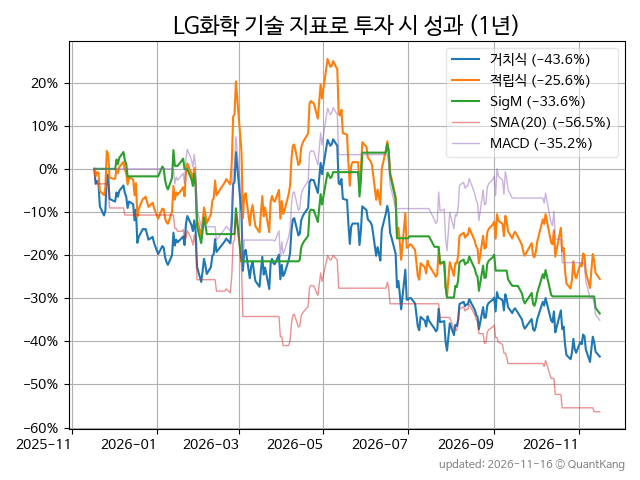 LG화학 기술 지표로 투자 시 성과 (1년)
거치식 (−43.6%)
적립식 (−25.6%)
SigM (−33.6%)
SMA(20) (−56.5%)
MACD (−35.2%)
20%
10%
0%
−10%
−20%
−30%
−40%
−50%
−60%
2025-11
2026-01
2026-03
2026-05
2026-07
2026-09
2026-11
updated: 2026-11-16 ⓒ QuantKang